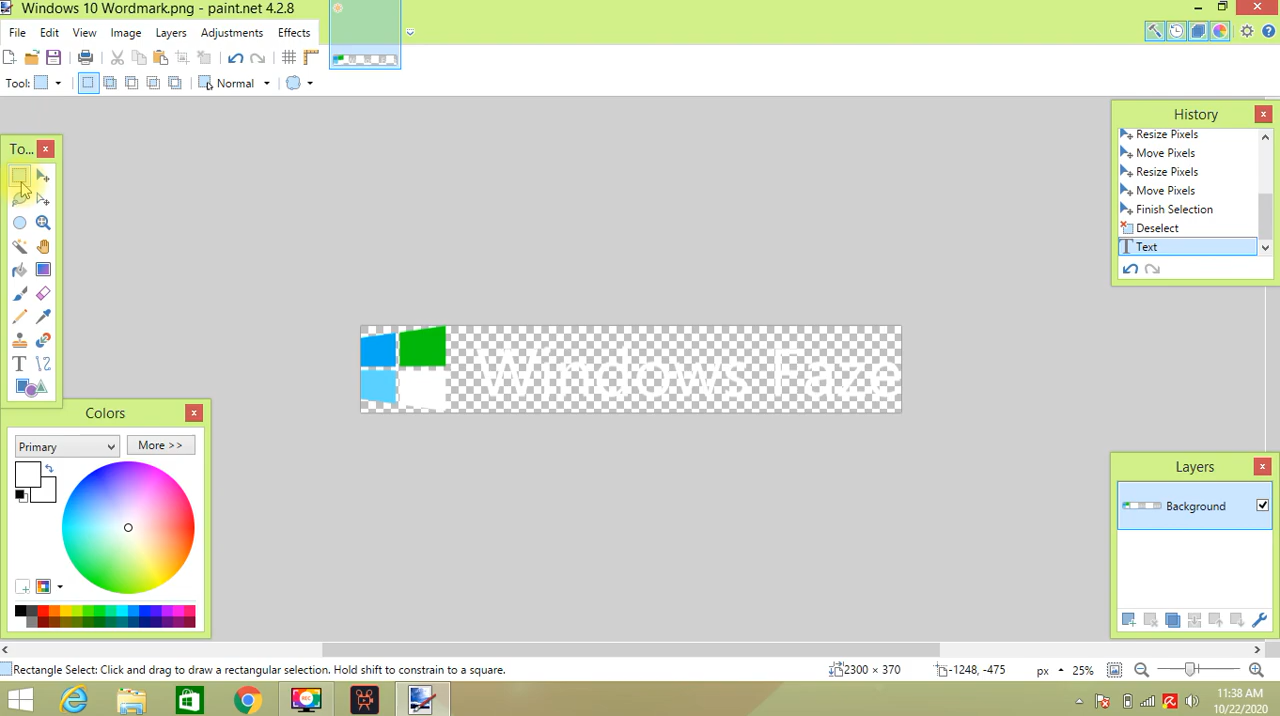 Windows 10 Wordmark.png - paint.net 4.2.8
File Edit View Image Layers Adjustments Effects
Tool: Normal
To...
History
Resize Pixels
Move Pixels
Resize Pixels
Move Pixels
Finish Selection
Deselect
Text
Windows Faze
Colors
Primary
More >>
Layers
Background
Rectangle Select: Click and drag to draw a rectangular selection. Hold shift to constrain to a square.
2300 × 370
-1248, -475
px
25%
REC
11:38 AM
10/22/2020